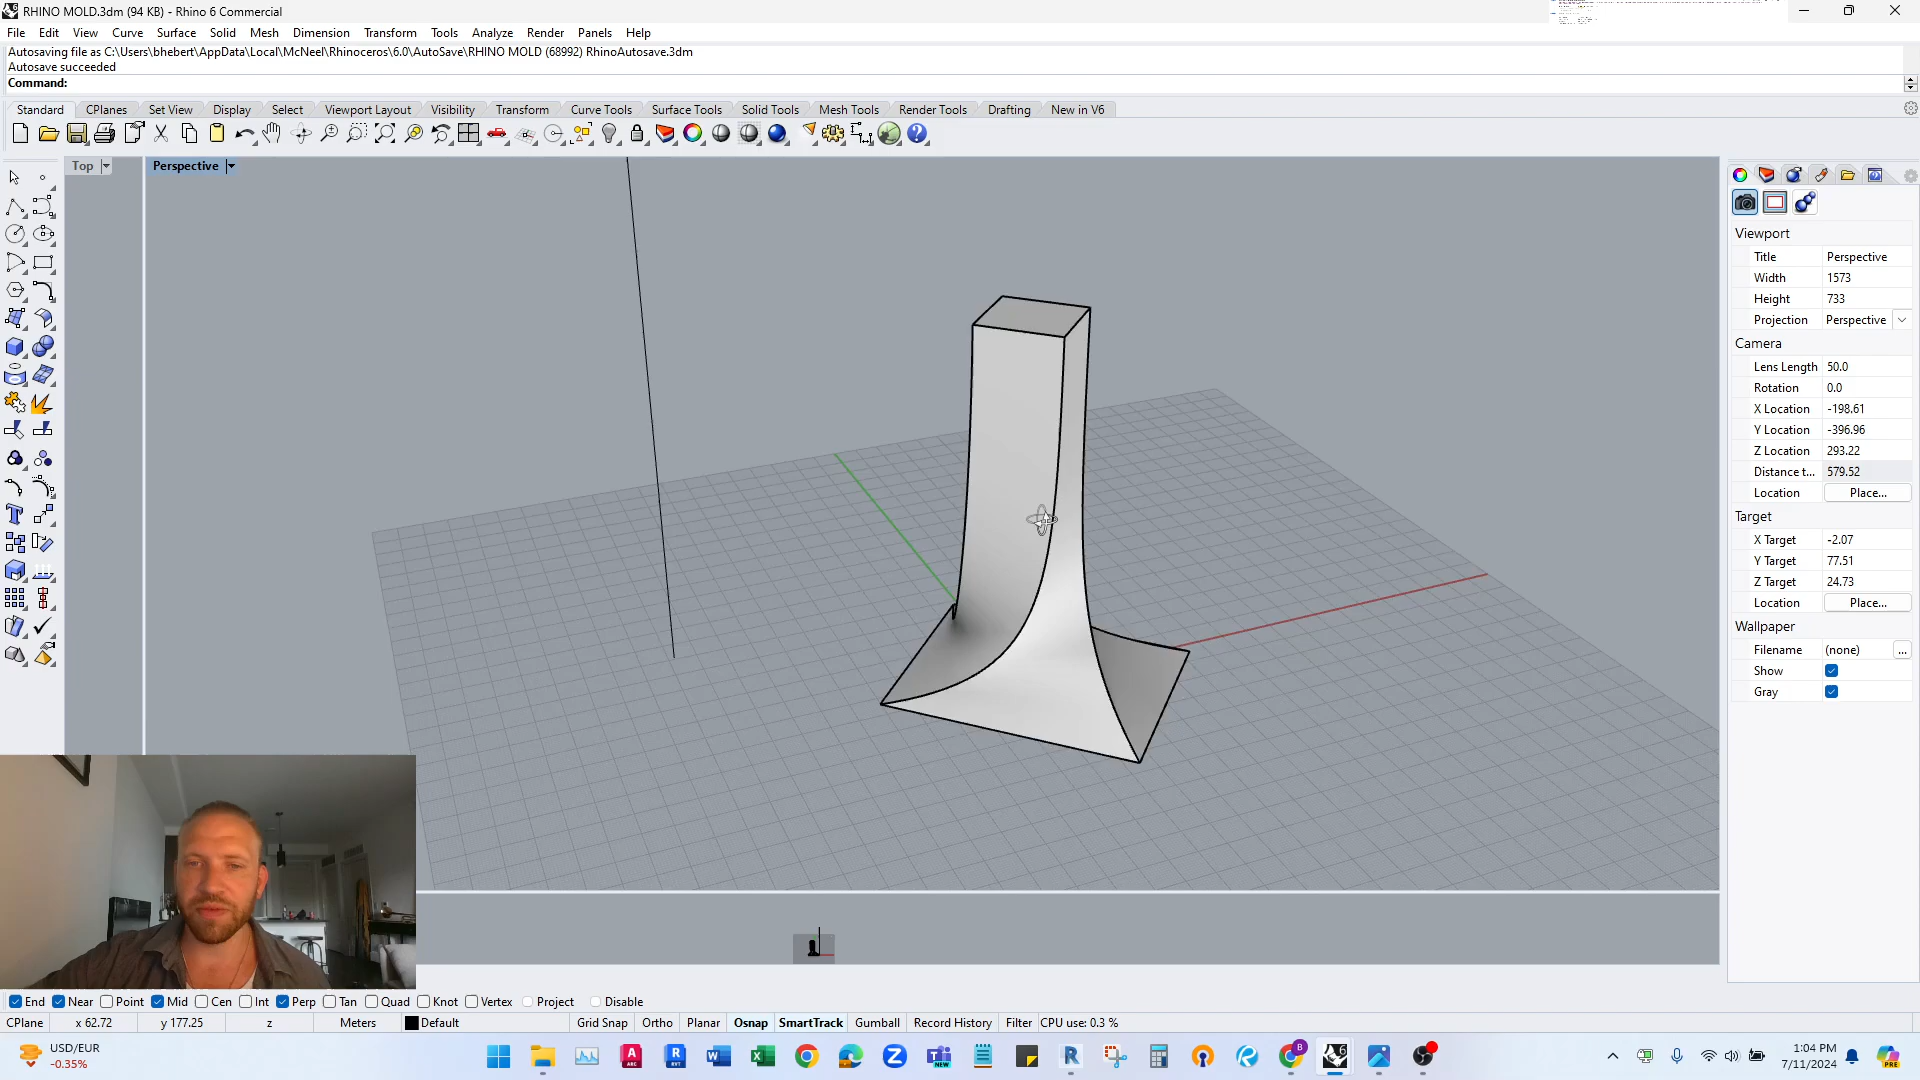 RHINO MOLD.3dm (94 KB) - Rhino 6 Commercial
File Edit View Curve Surface Solid Mesh Dimension Transform Tools Analyze Render Panels Help
Autosaving file as C:\Users\bhebert\AppData\Local\McNeel\Rhinoceros\6.0\AutoSave\RHINO MOLD (68992) RhinoAutosave.3dm
Autosave succeeded
Command:
Standard CPlanes Set View Display Select Viewport Layout Visibility Transform Curve Tools Surface Tools Solid Tools Mesh Tools Render Tools Drafting New in V6
Top Perspective
Viewport
Title Perspective
Width 1573
Height 733
Projection Perspective
Camera
Lens Length 50.0
Rotation 0.0
X Location -198.61
Y Location -396.96
Z Location 293.22
Distance t... 579.52
Location Place...
Target
X Target -2.07
Y Target 77.51
Z Target 24.73
Location Place...
Wallpaper
Filename (none) ...
Show
Gray
End Near Point Mid Cen Int Perp Tan Quad Knot Vertex Project Disable
CPlane x 62.72 y 177.25 z Meters Default Grid Snap Ortho Planar Osnap SmartTrack Gumball Record History Filter CPU use: 0.3 %
USD/EUR
-0.35%
1:04 PM
7/11/2024